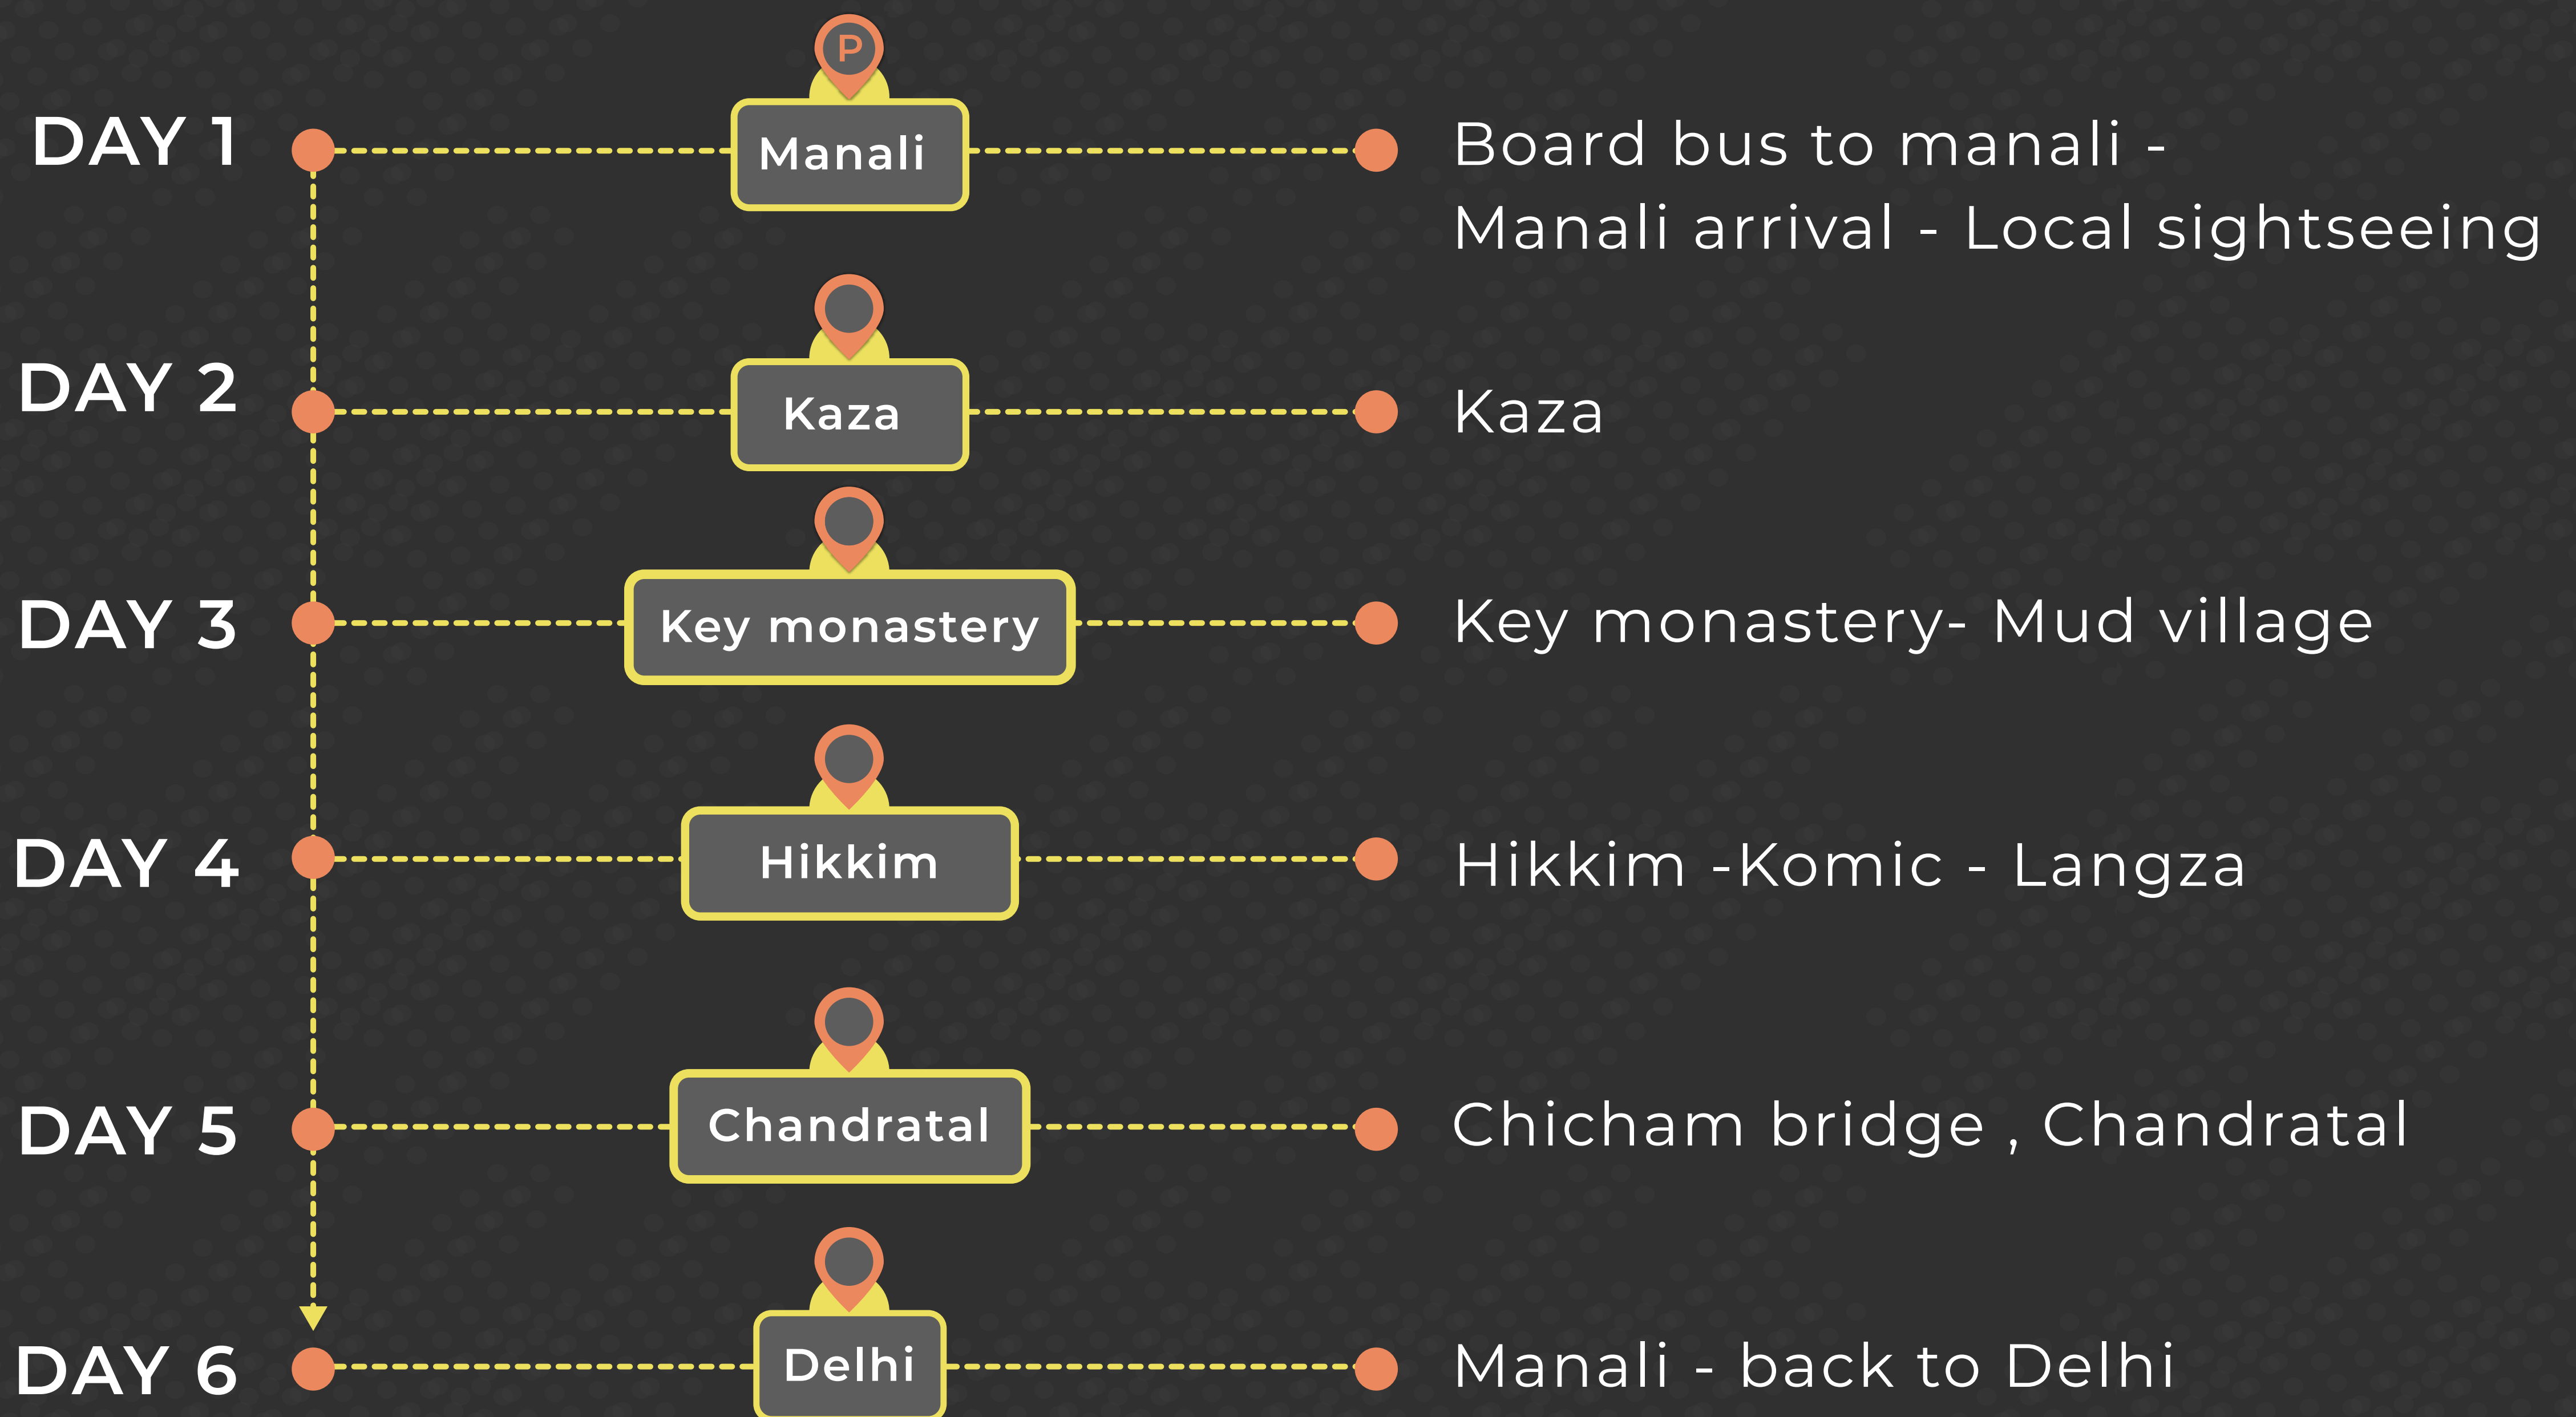 P
DAY 1
Manali
Board bus to manali -
Manali arrival - Local sightseeing
DAY 2
Kaza
Kaza
DAY 3
Key monastery
Key monastery- Mud village
DAY 4
Hikkim
Hikkim -Komic - Langza
DAY 5
Chandratal
Chicham bridge , Chandratal
DAY 6
Delhi
Manali - back to Delhi